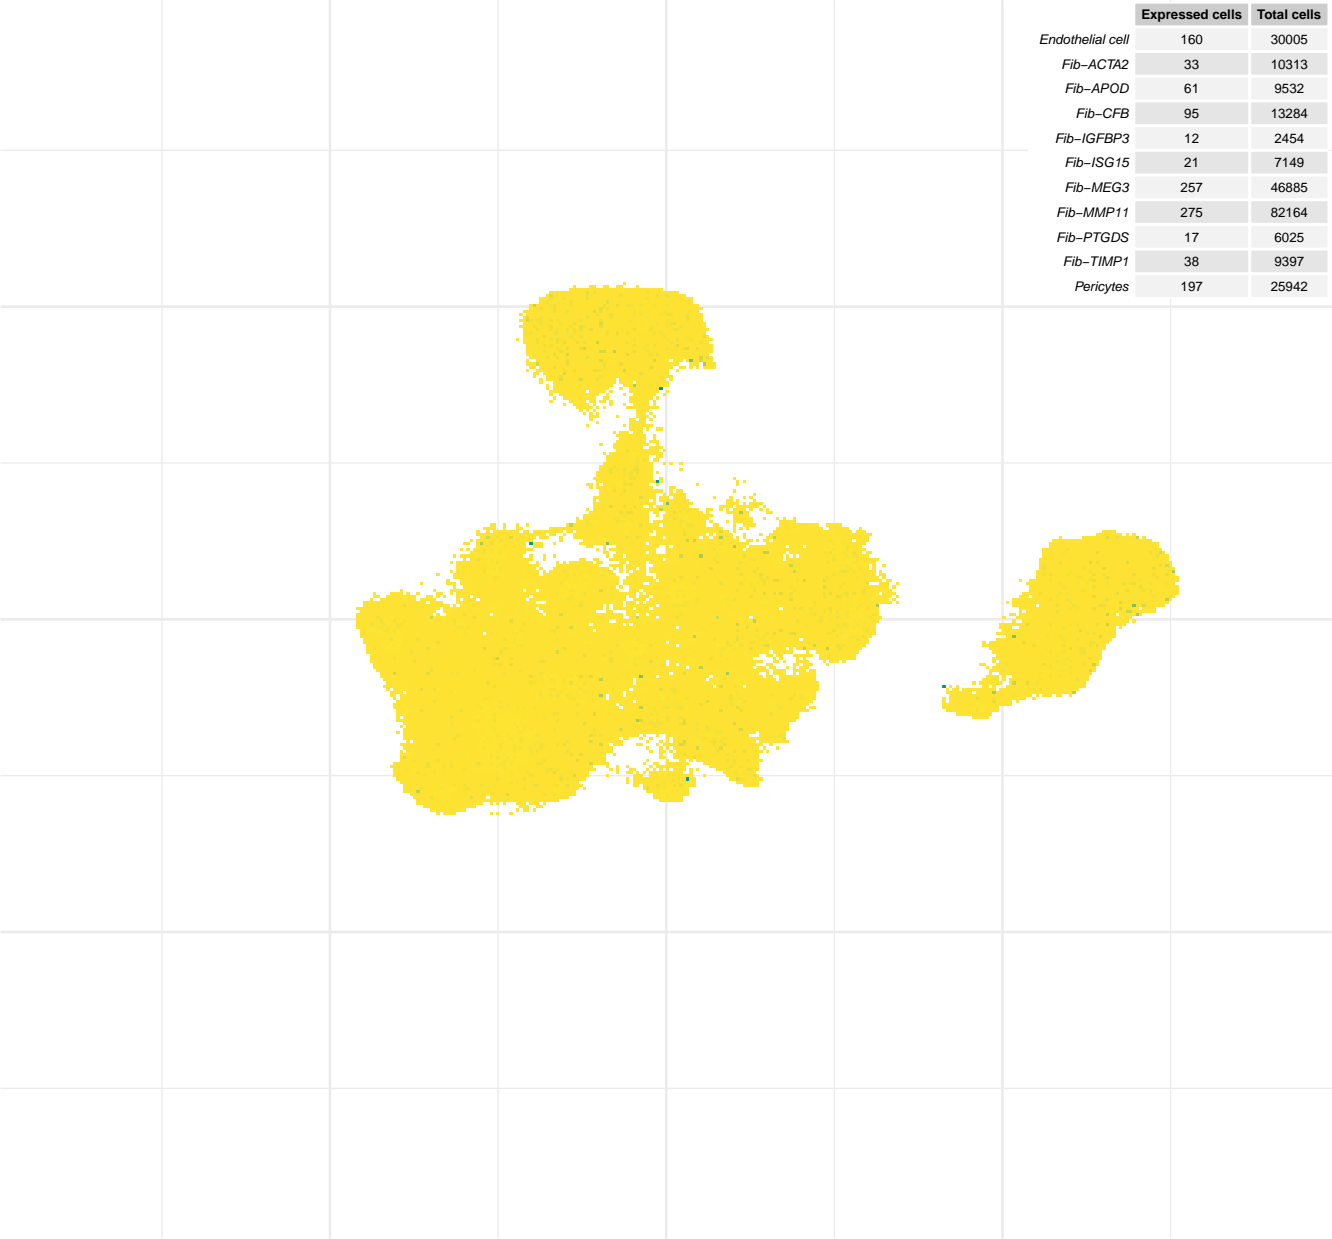 Expressed cells Total cells
Endothelial cell 160 30005
Fib−ACTA2 33 10313
Fib−APOD 61 9532
Fib−CFB 95 13284
Fib−IGFBP3 12 2454
Fib−ISG15 21 7149
Fib−MEG3 257 46885
Fib−MMP11 275 82164
Fib−PTGDS 17 6025
Fib−TIMP1 38 9397
Pericytes 197 25942